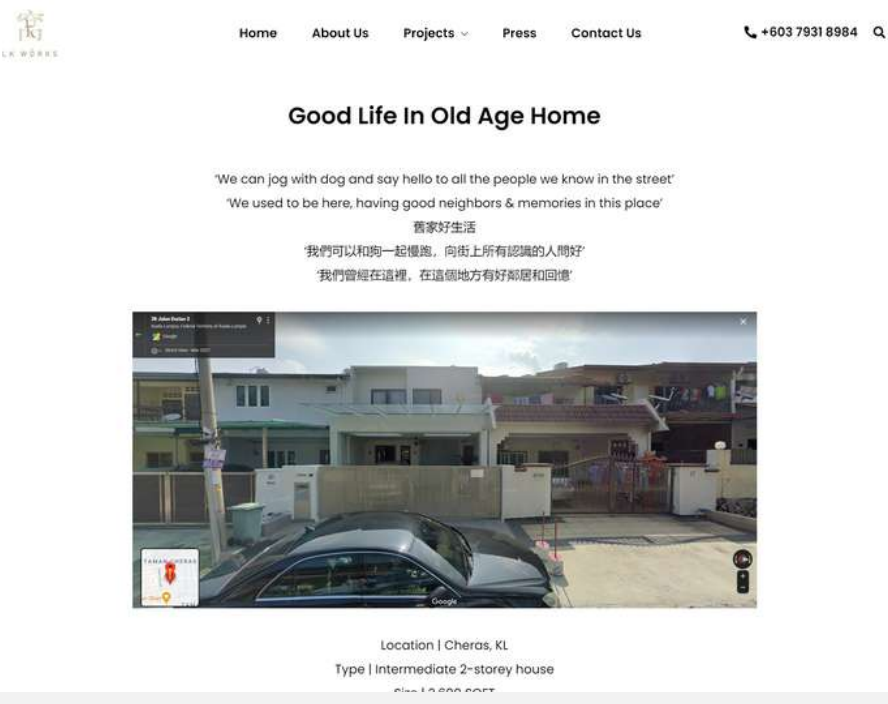 LK WÖRKS
Home
About Us
Projects
Press
Contact Us
+603 7931 8984
Good Life In Old Age Home
'We can jog with dog and say hello to all the people we know in the street'
'We used to be here, having good neighbors & memories in this place'
舊家好生活
'我們可以和狗一起慢跑，向街上所有認識的人問好'
'我們曾經在這裡，在這個地方有好鄰居和回憶'
Google
TAMAN CHERAS
Google
Location | Cheras, KL
Type | Intermediate 2-storey house